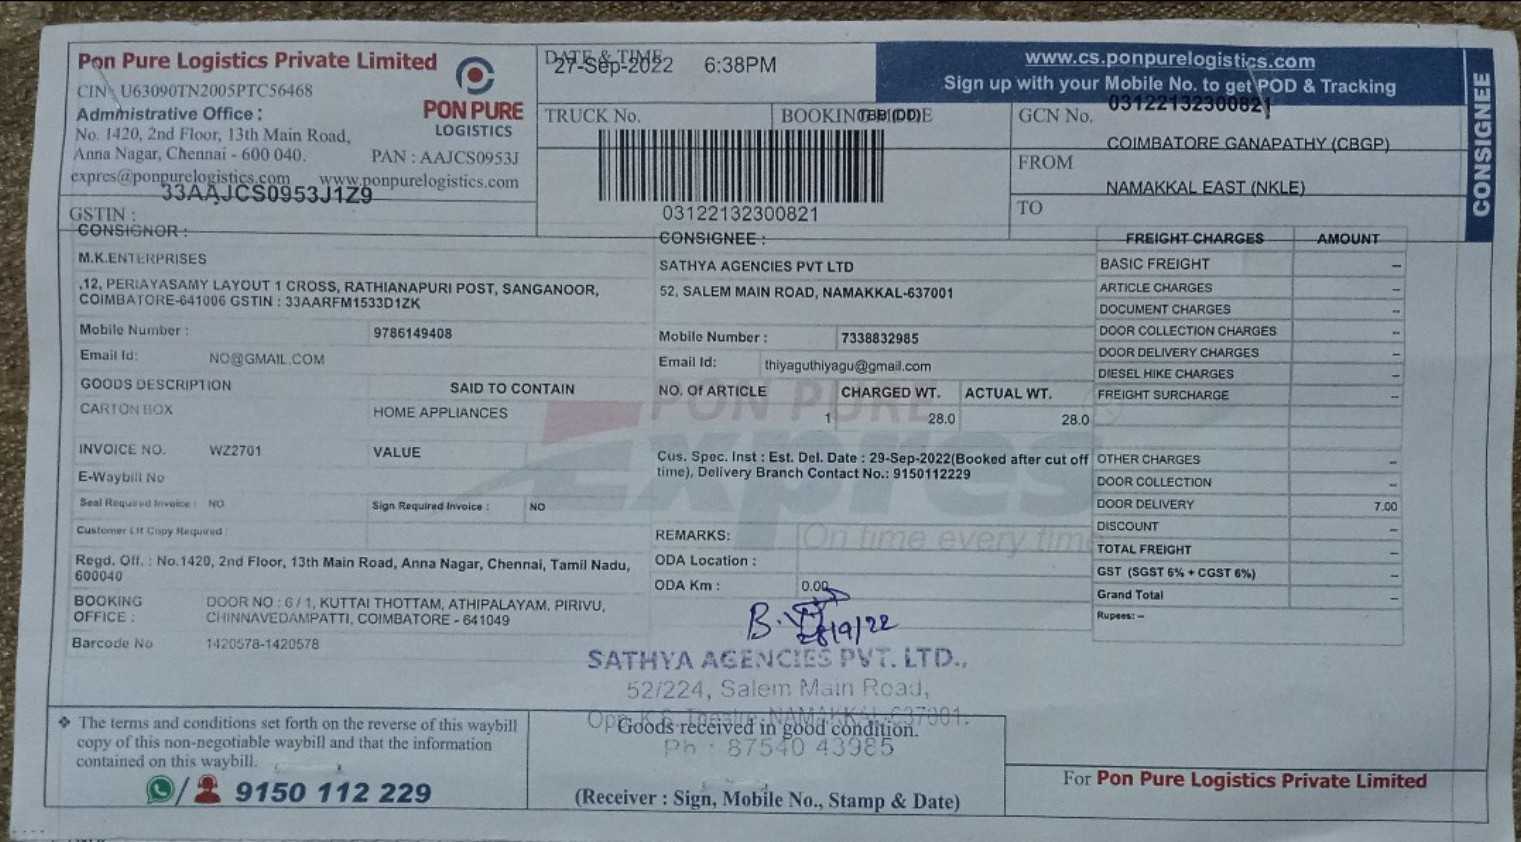 Pon Pure Logistics Private Limited
CIN : U63090TN2005PTC56468
Administrative Office :
No. 1420, 2nd Floor, 13th Main Road,
Anna Nagar, Chennai - 600 040.
PAN : AAJCS0953J
expres@ponpurelogistics.com www.ponpurelogistics.com
33AAJCS0953J1Z9
GSTIN :
PON PURE
LOGISTICS
DATE & TIME
27-Sep-2022 6:38PM
TRUCK No.
BOOKING MODE
TBB (DD)
03122132300821
www.cs.ponpurelogistics.com
Sign up with your Mobile No. to get POD & Tracking
GCN No.
03122132300821
COIMBATORE GANAPATHY (CBGP)
FROM
NAMAKKAL EAST (NKLE)
TO
CONSIGNEE
CONSIGNOR :
M.K.ENTERPRISES
,12, PERIAYASAMY LAYOUT 1 CROSS, RATHIANAPURI POST, SANGANOOR,
COIMBATORE-641006 GSTIN : 33AARFM1533D1ZK
Mobile Number : 9786149408
Email Id: NO@GMAIL.COM
GOODS DESCRIPTION SAID TO CONTAIN
CARTON BOX HOME APPLIANCES
INVOICE NO. WZ2701 VALUE
E-Waybill No
Seal Required Invoice : NO Sign Required Invoice : NO
Customer LR Copy Required :
Regd. Off. : No.1420, 2nd Floor, 13th Main Road, Anna Nagar, Chennai, Tamil Nadu,
600040
BOOKING OFFICE : DOOR NO : 6 / 1, KUTTAI THOTTAM, ATHIPALAYAM, PIRIVU,
CHINNAVEDAMPATTI, COIMBATORE - 641049
Barcode No 1420578-1420578
CONSIGNEE :
SATHYA AGENCIES PVT LTD
52, SALEM MAIN ROAD, NAMAKKAL-637001
Mobile Number : 7338832985
Email Id: thiyaguthiyagu@gmail.com
NO. Of ARTICLE CHARGED WT. ACTUAL WT.
1 28.0 28.0
PON PURE
Expres
On time every time
Cus. Spec. Inst : Est. Del. Date : 29-Sep-2022(Booked after cut off
time), Delivery Branch Contact No.: 9150112229
REMARKS:
ODA Location :
ODA Km : 0.00
FREIGHT CHARGES AMOUNT
BASIC FREIGHT --
ARTICLE CHARGES --
DOCUMENT CHARGES --
DOOR COLLECTION CHARGES --
DOOR DELIVERY CHARGES --
DIESEL HIKE CHARGES --
FREIGHT SURCHARGE --
OTHER CHARGES --
DOOR COLLECTION --
DOOR DELIVERY 7.00
DISCOUNT --
TOTAL FREIGHT --
GST (SGST 6% + CGST 6%) --
Grand Total --
Rupees: --
28/9/22
SATHYA AGENCIES PVT. LTD.,
52/224, Salem Main Road,
NAMAKKAL-637001.
Ph : 87540 43985
❖ The terms and conditions set forth on the reverse of this waybill
copy of this non-negotiable waybill and that the information
contained on this waybill.
/ 9150 112 229
Goods received in good condition.
(Receiver : Sign, Mobile No., Stamp & Date)
For Pon Pure Logistics Private Limited